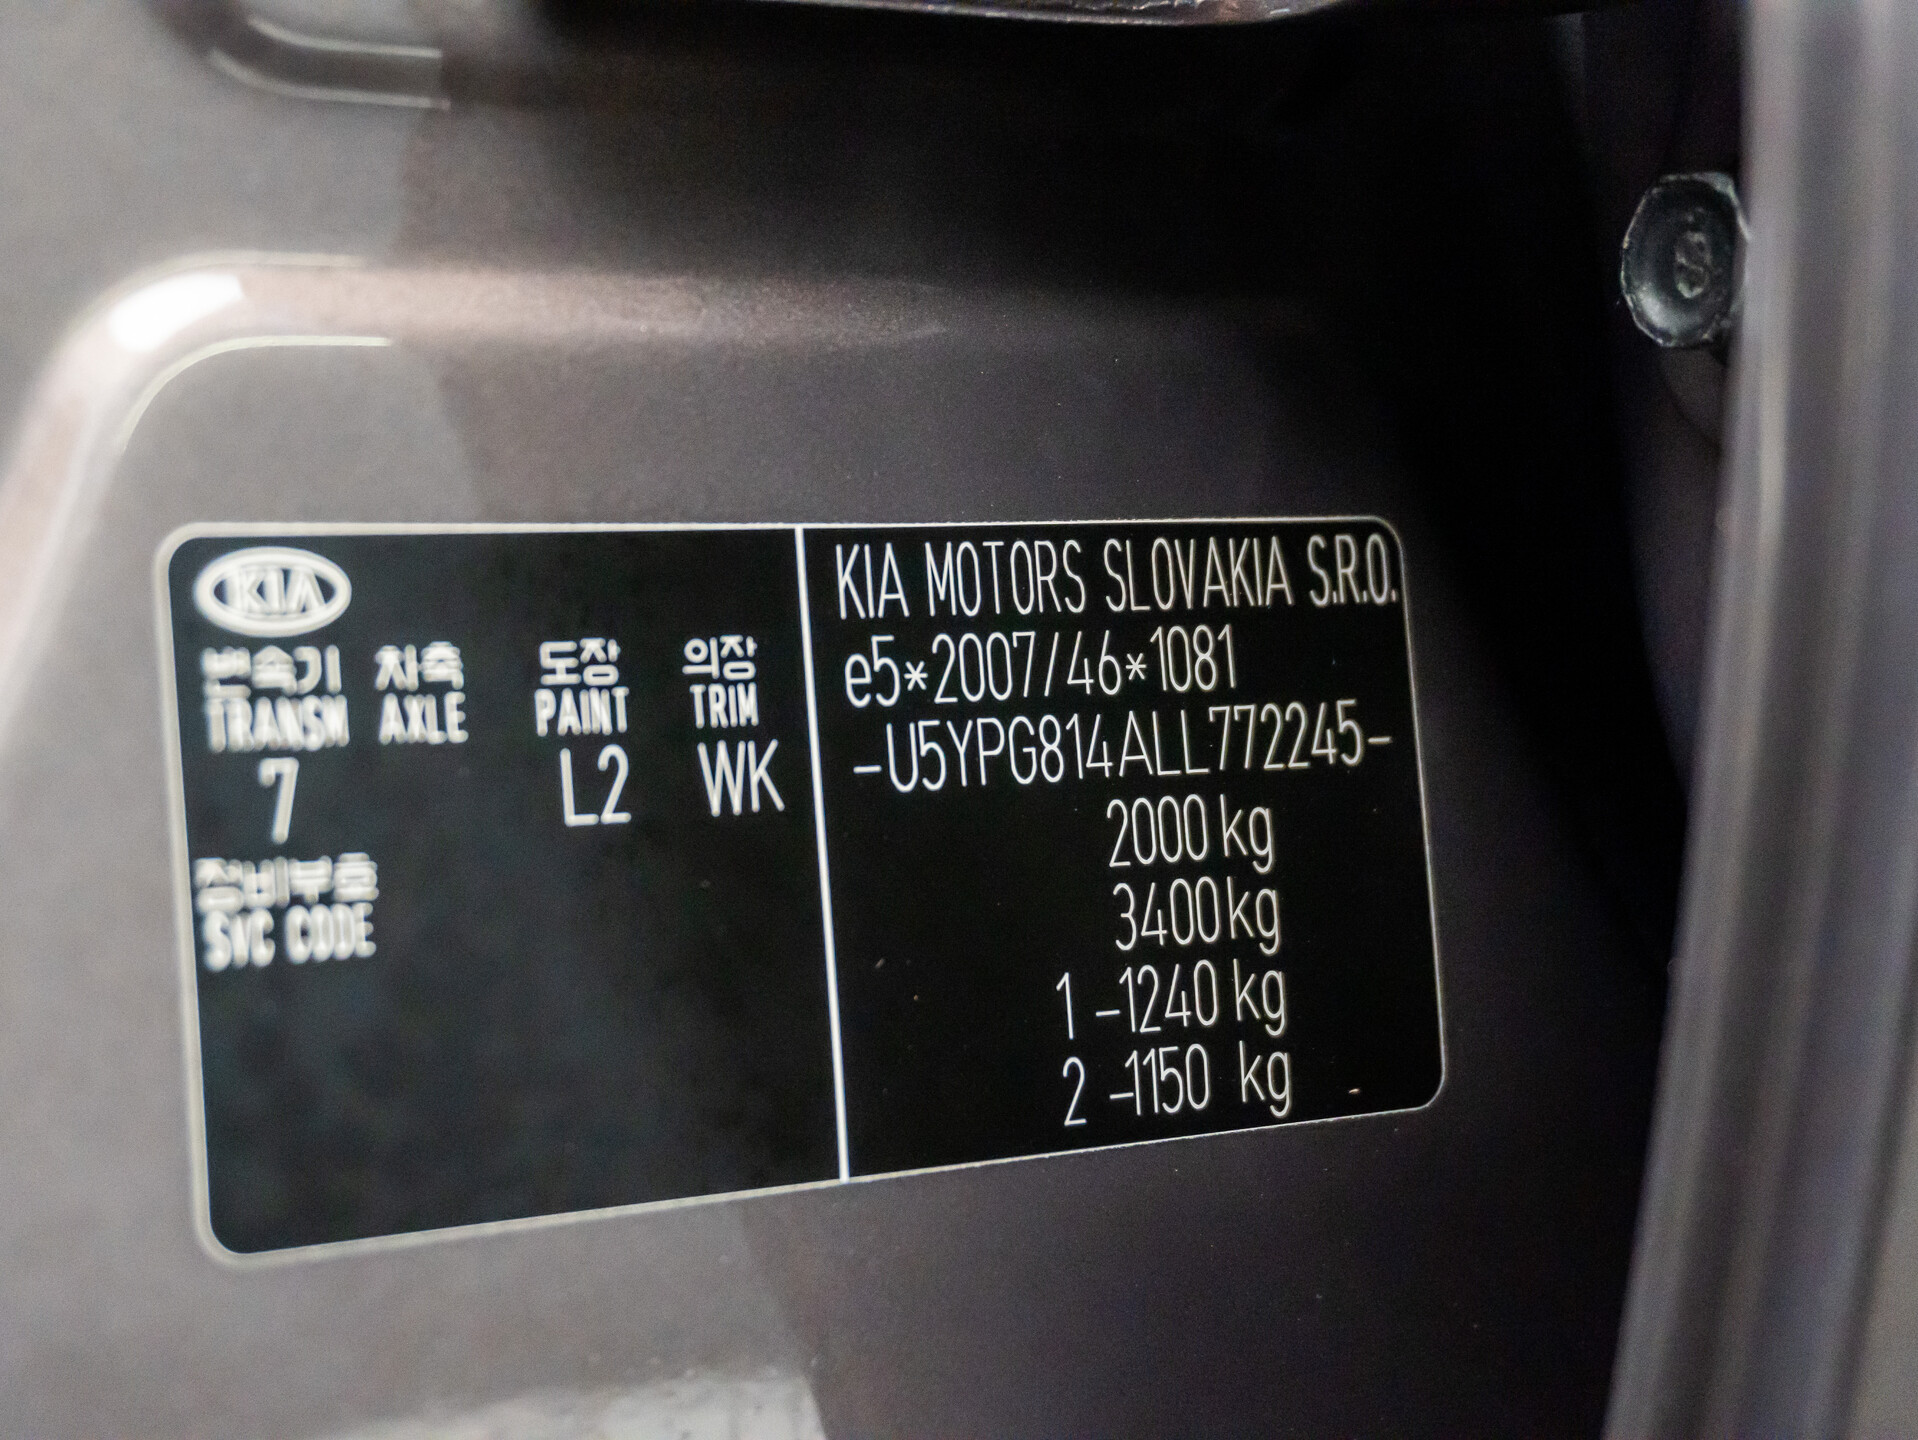 KIA
변속기 차축 도장 의장
TRANSM AXLE PAINT TRIM
7 L2 WK
정비부호
SVC CODE
KIA MOTORS SLOVAKIA S.R.O.
e5*2007/46*1081
-U5YPG814ALL772245-
2000 kg
3400 kg
1 -1240 kg
2 -1150 kg